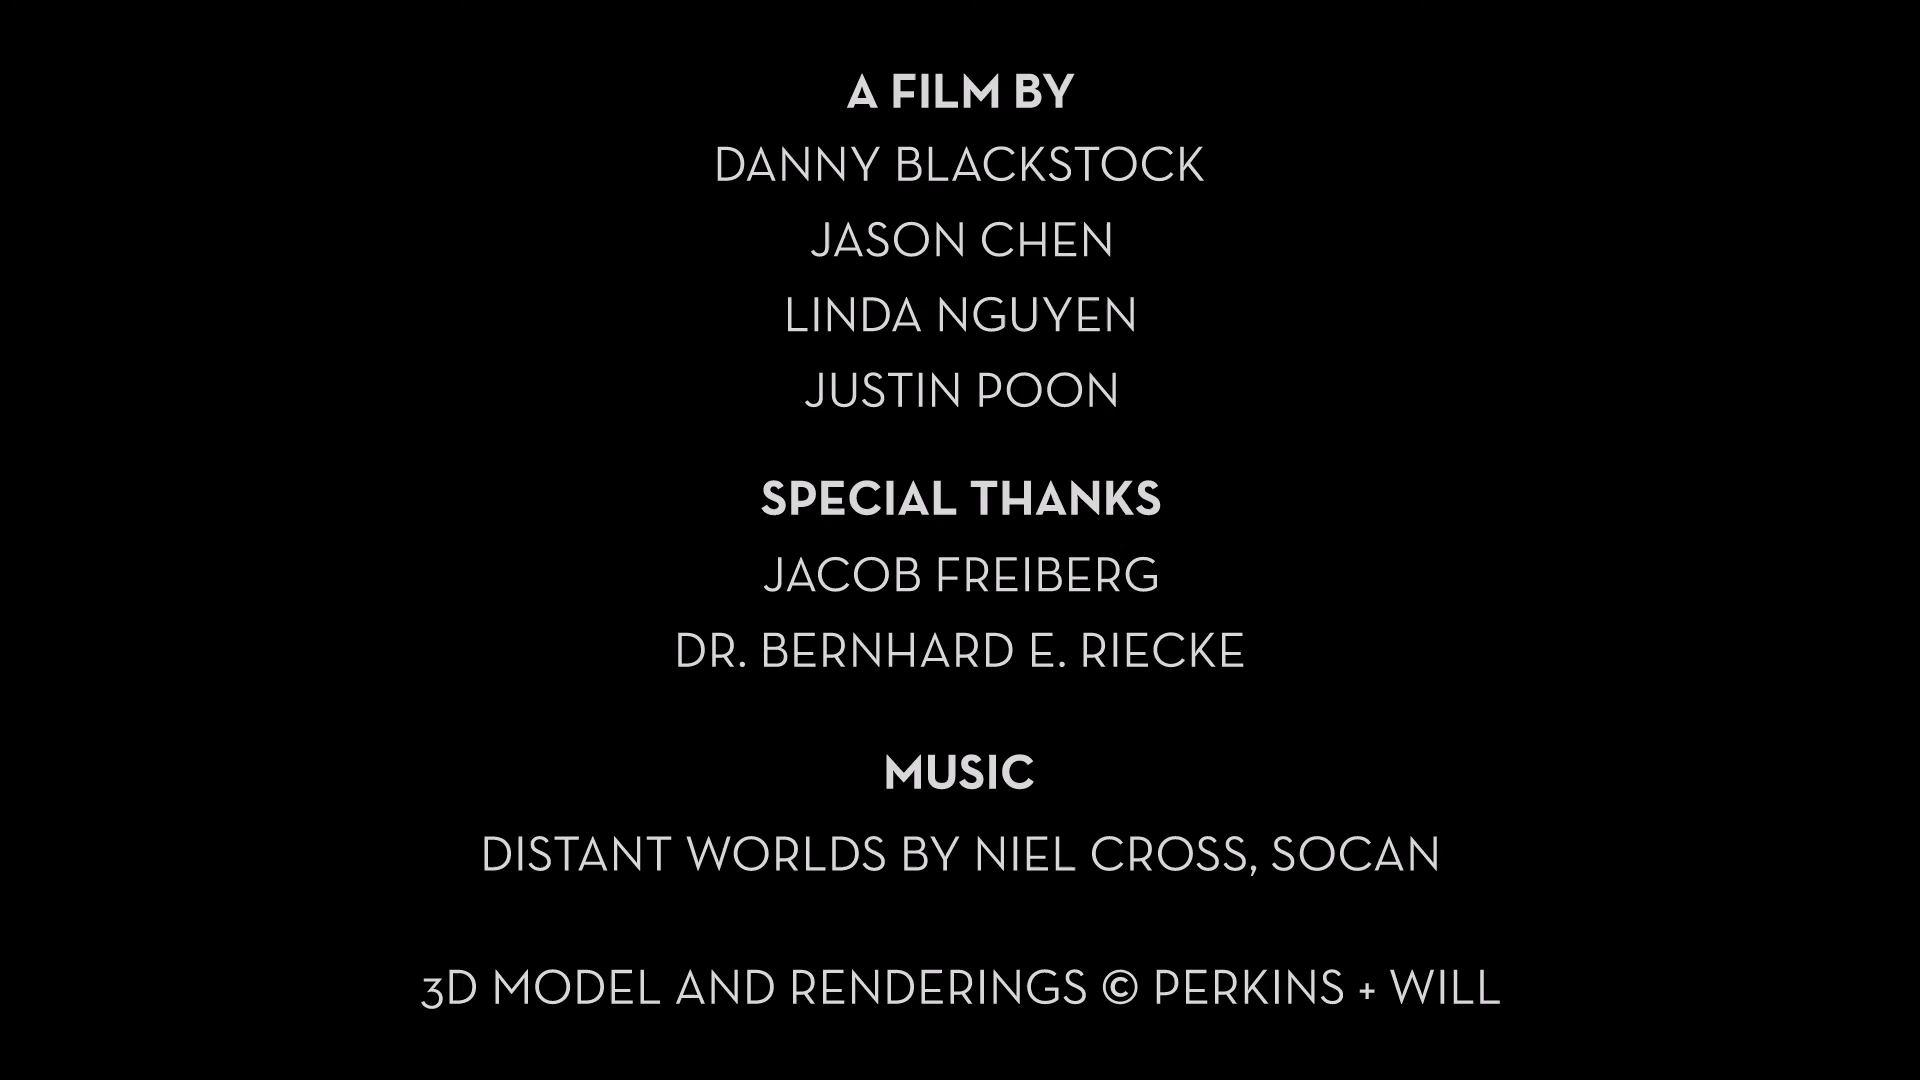 A FILM BY
DANNY BLACKSTOCK
JASON CHEN
LINDA NGUYEN
JUSTIN POON
SPECIAL THANKS
JACOB FREIBERG
DR. BERNHARD E. RIECKE
MUSIC
DISTANT WORLDS BY NIEL CROSS, SOCAN
3D MODEL AND RENDERINGS © PERKINS + WILL